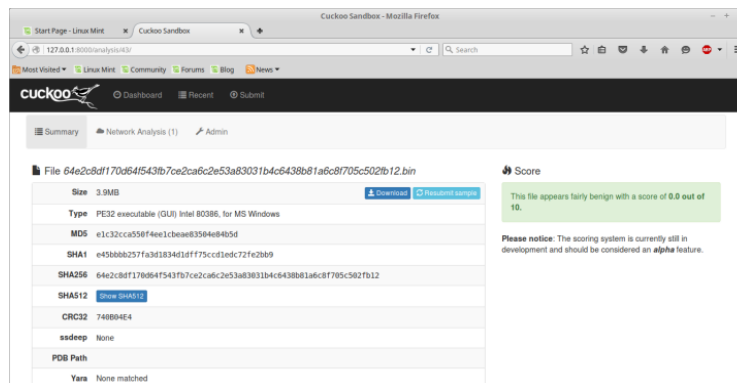 Cuckoo Sandbox - Mozilla Firefox
Start Page - Linux Mint
Cuckoo Sandbox
127.0.0.1:8000/analysis/43/
Search
Most Visited
Linux Mint
Community
Forums
Blog
News
cuckoo
Dashboard
Recent
Submit
Summary
Network Analysis (1)
Admin
File 64e2c8df170d64f543fb7ce2ca6c2e53a83031b4c6438b81a6c8f705c502fb12.bin
Size 3.9MB
Download
Resubmit sample
Type PE32 executable (GUI) Intel 80386, for MS Windows
MD5 e1c32cca550f4ee1cbeae83504e84b5d
SHA1 e45bbbb257fa3d1834d1dff75ccd1edc72fe2bb9
SHA256 64e2c8df170d64f543fb7ce2ca6c2e53a83031b4c6438b81a6c8f705c502fb12
SHA512 Show SHA512
CRC32 740B04E4
ssdeep None
PDB Path
Yara None matched
Score
This file appears fairly benign with a score of 0.0 out of
10.
Please notice: The scoring system is currently still in
development and should be considered an alpha feature.